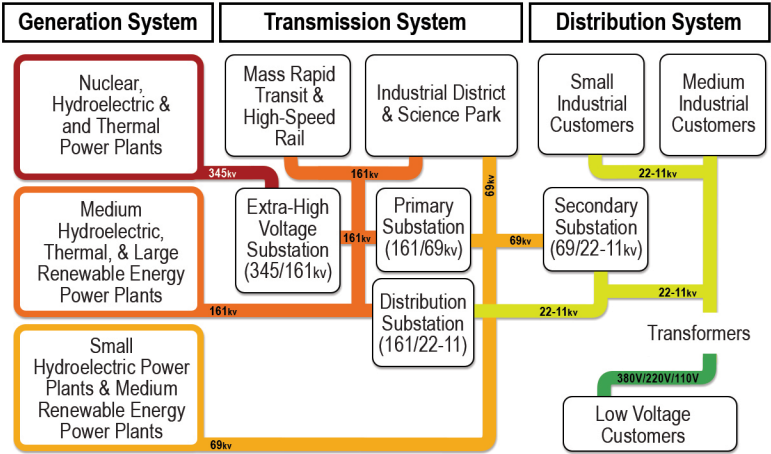 Generation System
Transmission System
Distribution System
Nuclear,
Hydroelectric &
and Thermal
Power Plants
Mass Rapid
Transit &
High-Speed
Rail
Industrial District
& Science Park
Small
Industrial
Customers
Medium
Industrial
Customers
345kv
161kv
69kv
22-11kv
Medium
Hydroelectric,
Thermal, & Large
Renewable Energy
Power Plants
Extra-High
Voltage
Substation
(345/161kv)
161kv
Primary
Substation
(161/69kv)
69kv
Secondary
Substation
(69/22-11kv)
161kv
Distribution
Substation
(161/22-11)
22-11kv
22-11kv
Small
Hydroelectric Power
Plants & Medium
Renewable Energy
Power Plants
69kv
Transformers
380V/220V/110V
Low Voltage
Customers